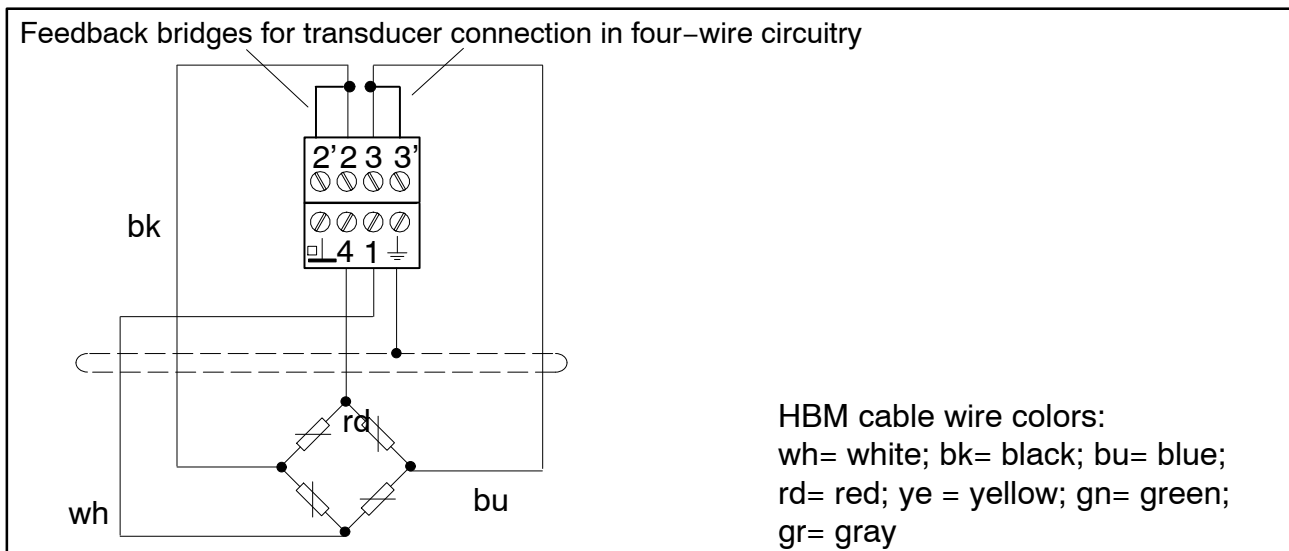 Feedback bridges for transducer connection in four–wire circuitry
2' 2 3 3'
bk
4 1
rd
bu
wh
HBM cable wire colors:
wh= white; bk= black; bu= blue;
rd= red; ye = yellow; gn= green;
gr= gray